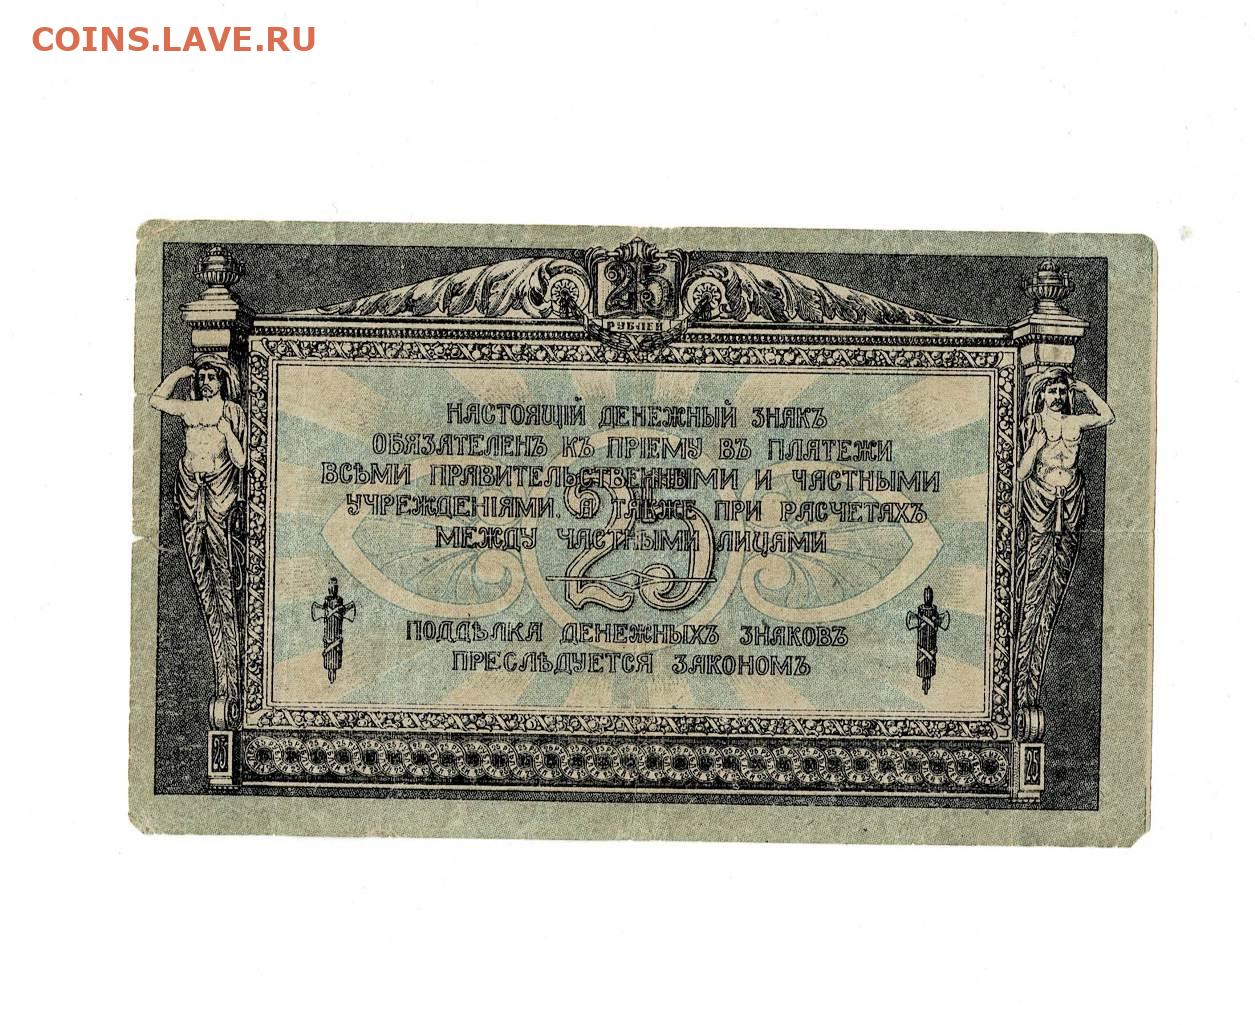 COINS.LAVE.RU
25
РУБЛЕЙ
НАСТОЯЩІЙ ДЕНЕЖНЫЙ ЗНАКЪ
ОБЯЗАТЕЛЕНЪ КЪ ПРІЕМУ ВЪ ПЛАТЕЖИ
ВСѢМИ ПРАВИТЕЛЬСТВЕННЫМИ И ЧАСТНЫМИ
УЧРЕЖДЕНІЯМИ, А ТАКЖЕ ПРИ РАСЧЕТАХЪ
МЕЖДУ ЧАСТНЫМИ ЛИЦАМИ
25
ПОДДѢЛКА ДЕНЕЖНЫХЪ ЗНАКОВЪ
ПРЕСЛѢДУЕТСЯ ЗАКОНОМЪ
25 25